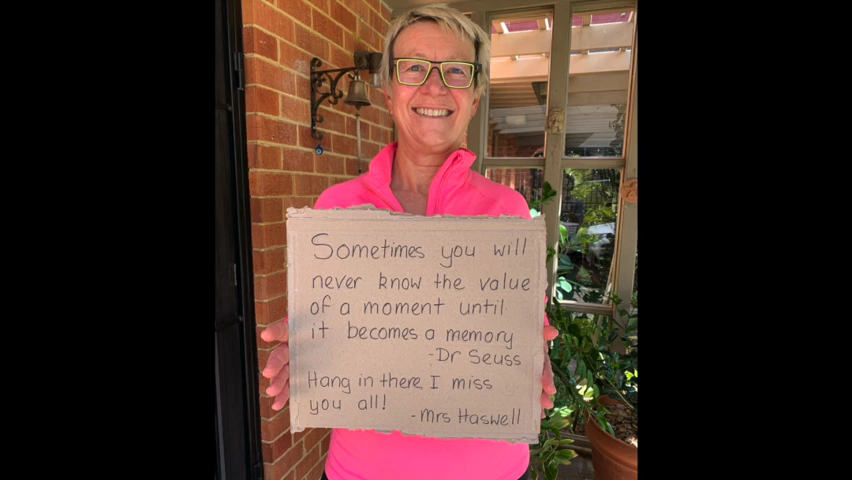 Sometimes you will
never know the value
of a moment until
it becomes a memory
-Dr Seuss
Hang in there I miss
you all!
-Mrs Haswell